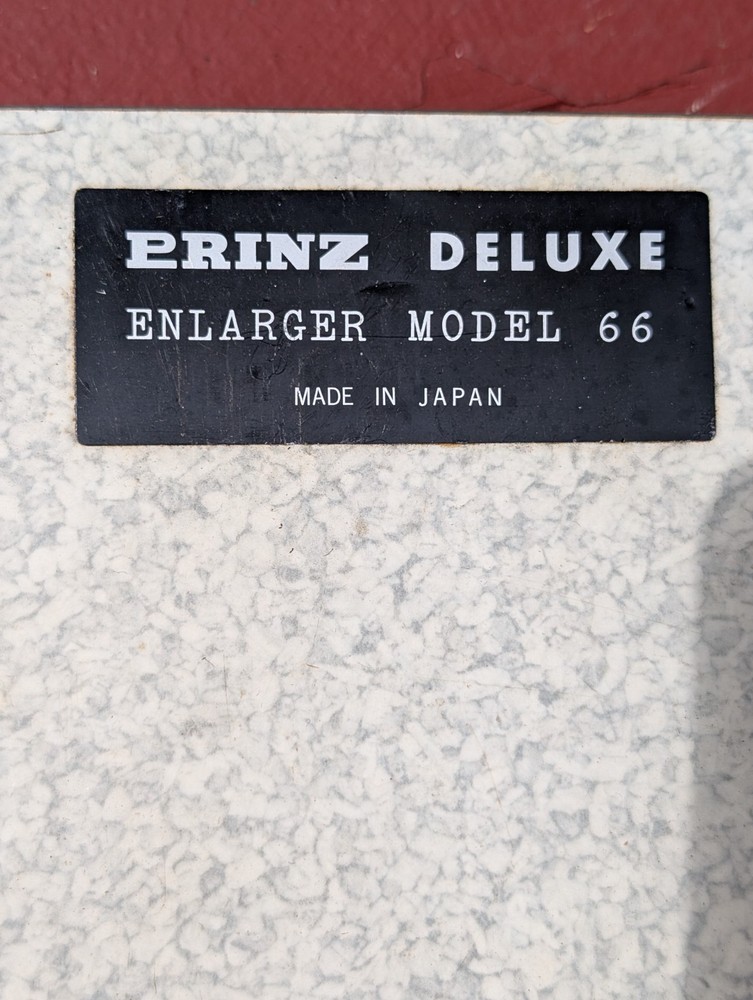 PRINZ DELUXE
ENLARGER MODEL 66
MADE IN JAPAN